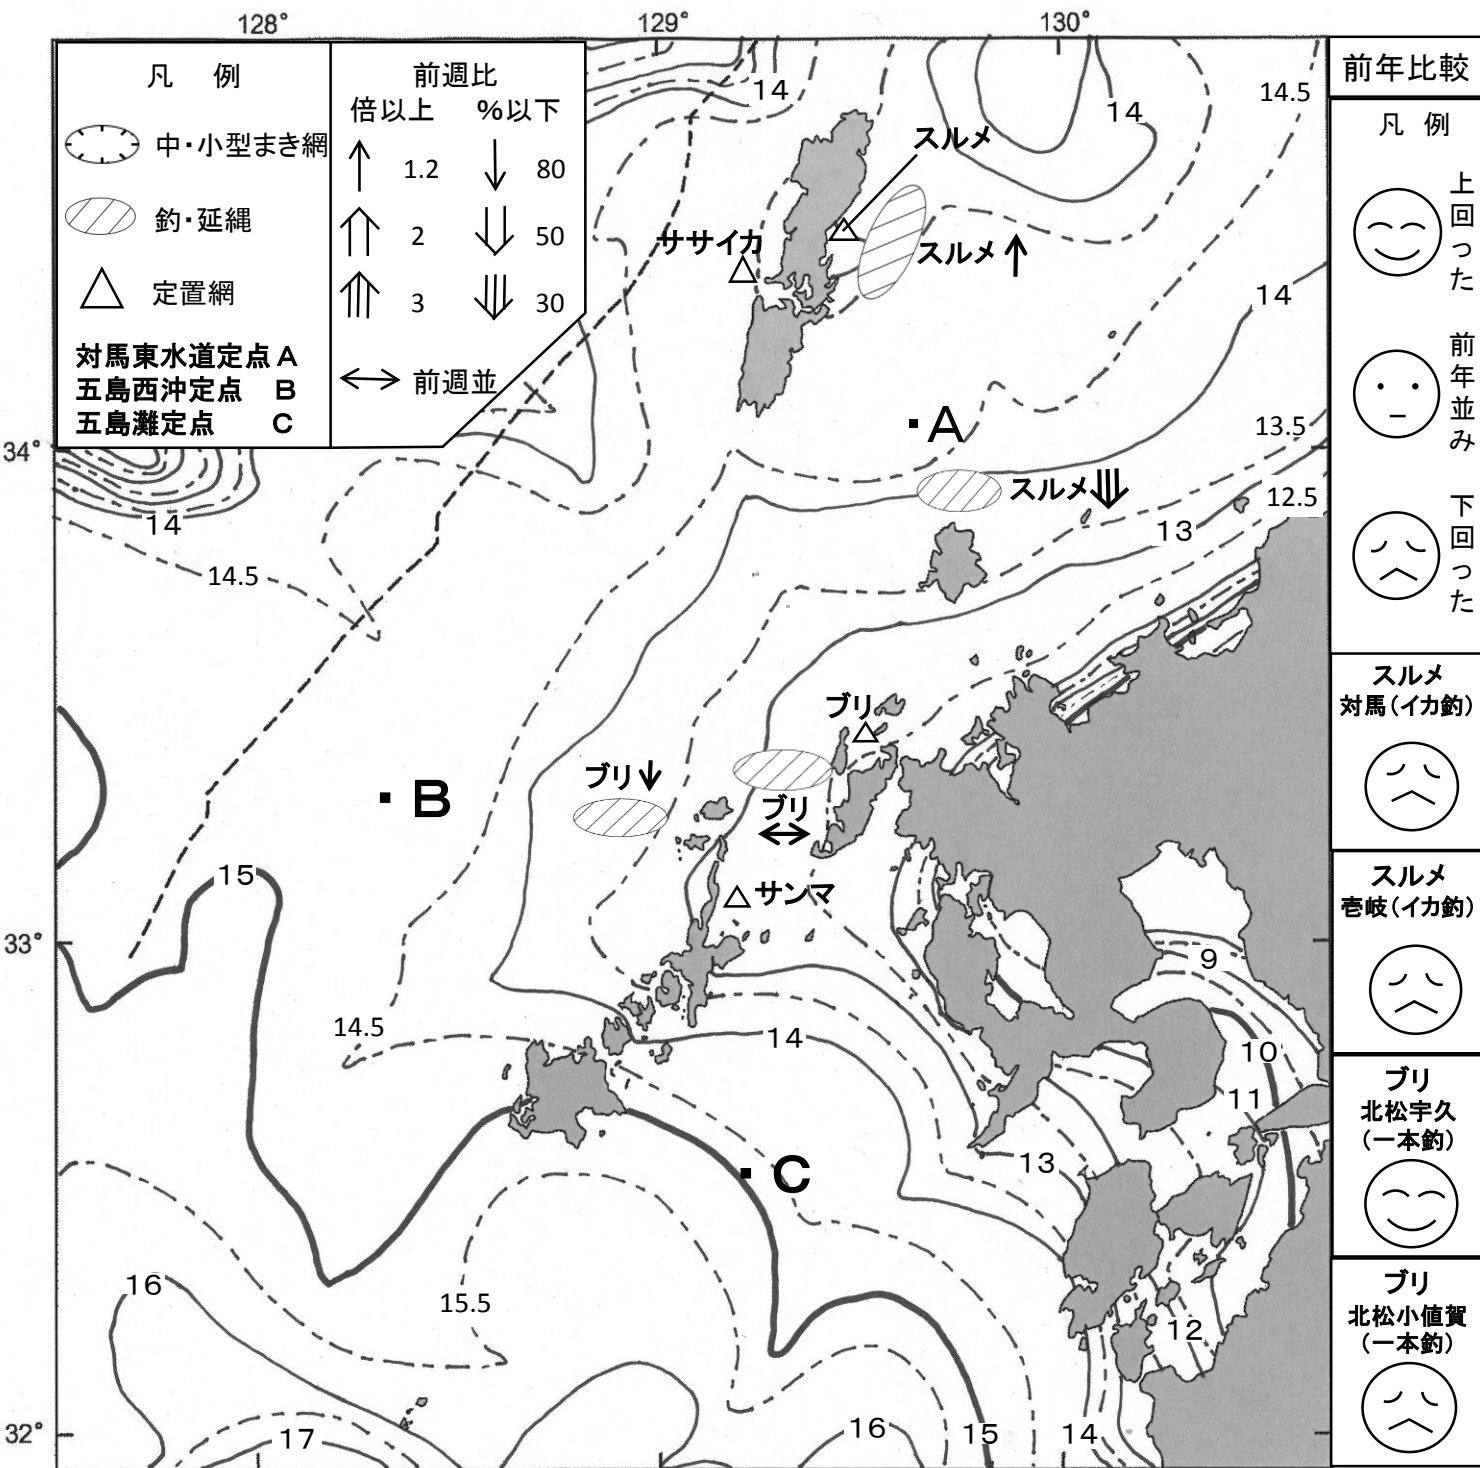 128°
129°
130°
凡 例
中・小型まき網
釣・延縄
定置網
対馬東水道定点 A
五島西沖定点 B
五島灘定点 C
前週比
倍以上 %以下
1.2 80
2 50
3 30
前週並
前年比較
凡 例
上回った
前年並み
下回った
スルメ
対馬(イカ釣)
スルメ
壱岐(イカ釣)
ブリ
北松宇久
(一本釣)
ブリ
北松小値賀
(一本釣)
14
14
14.5
スルメ
ササイカ
スルメ
14
A
34°
13.5
スルメ
12.5
14
13
14.5
ブリ
ブリ
B
ブリ
15
サンマ
33°
9
14.5
14
10
11
13
C
16
15.5
12
32°
17
16
15
14